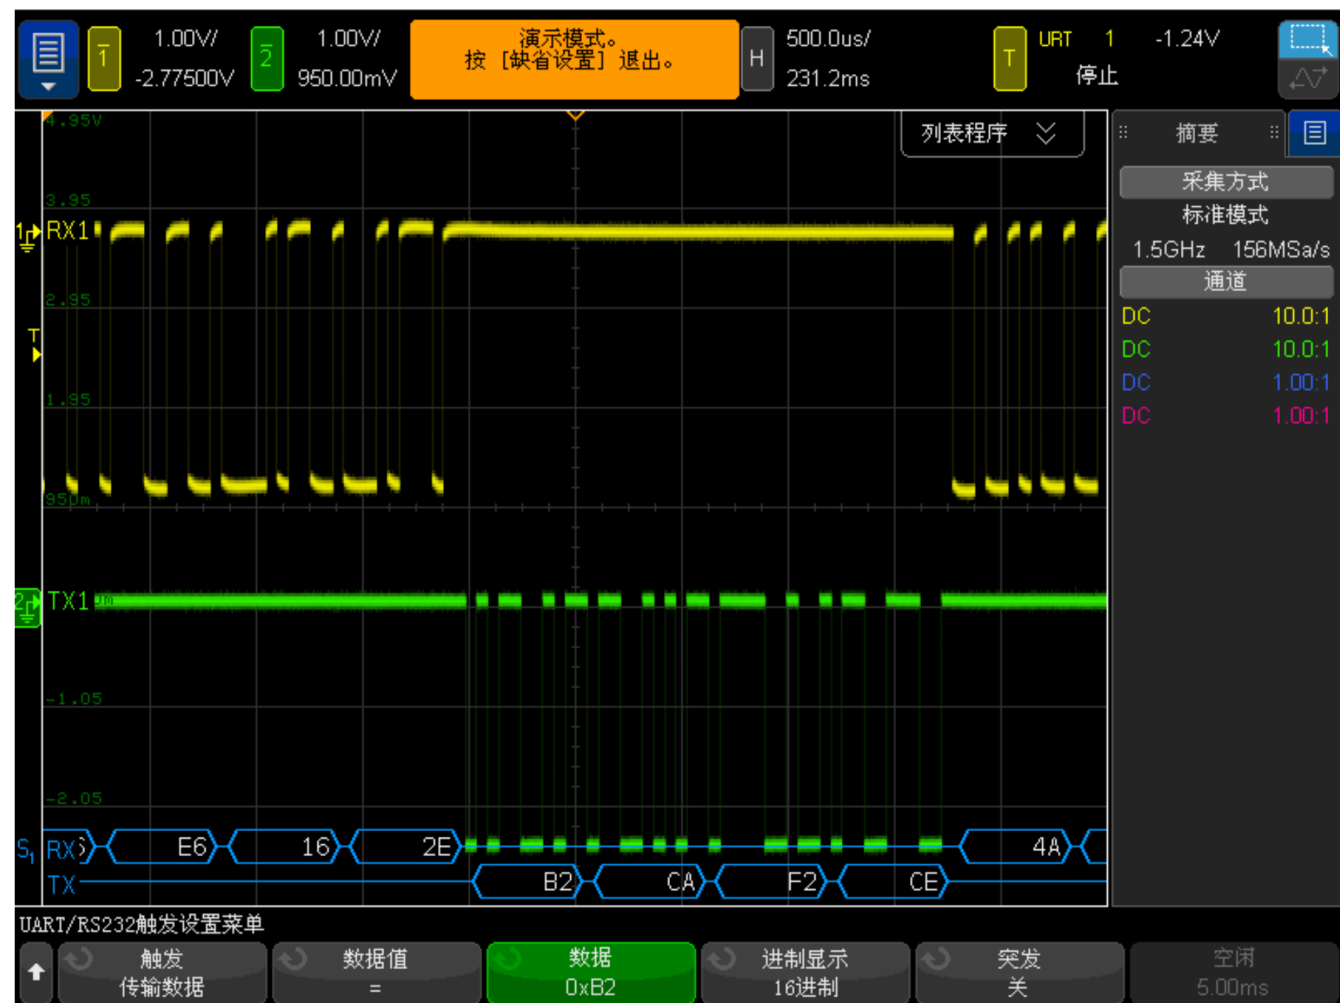 1 1.00V/ 2 1.00V/ 演示模式。 H 500.0us/ T URT 1 -1.24V
-2.77500V 950.00mV 按 [缺省设置] 退出。 231.2ms 停止
4.95V 列表程序 摘要
采集方式
3.95 标准模式
1 RX1 1.5GHz 156MSa/s
通道
2.95 DC 10.0:1
T DC 10.0:1
DC 1.00:1
1.95 DC 1.00:1
950m
2 TX1
-1.05
-2.05
S1 RX E6 16 2E 4A
TX B2 CA F2 CE
UART/RS232触发设置菜单
触发 数据值 数据 进制显示 突发 空闲
传输数据 = 0xB2 16进制 关 5.00ms